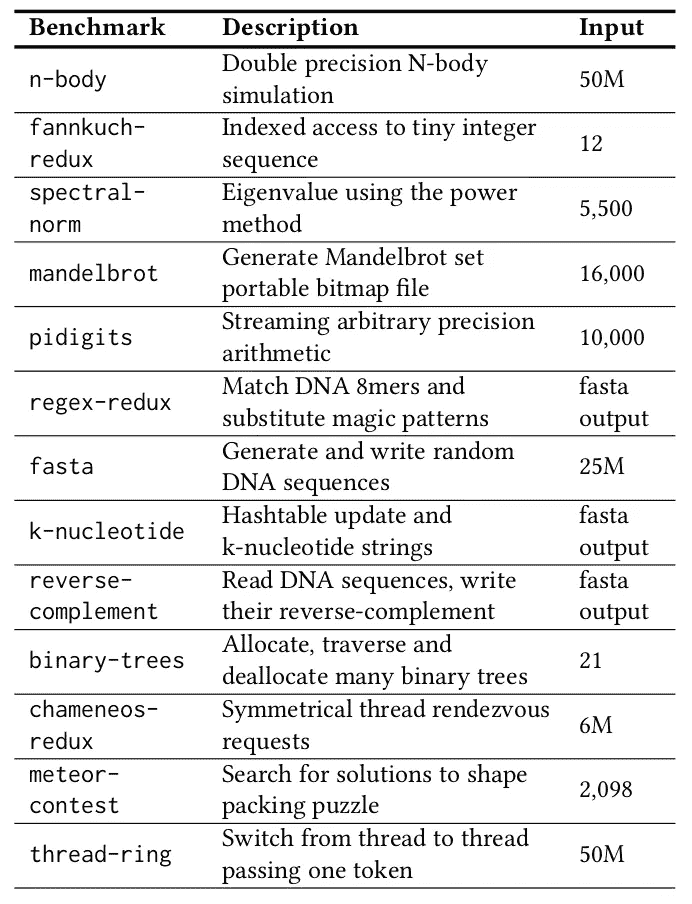 Benchmark Description Input
n-body Double precision N-body simulation 50M
fannkuch-redux Indexed access to tiny integer sequence 12
spectral-norm Eigenvalue using the power method 5,500
mandelbrot Generate Mandelbrot set portable bitmap file 16,000
pidigits Streaming arbitrary precision arithmetic 10,000
regex-redux Match DNA 8mers and substitute magic patterns fasta output
fasta Generate and write random DNA sequences 25M
k-nucleotide Hashtable update and k-nucleotide strings fasta output
reverse-complement Read DNA sequences, write their reverse-complement fasta output
binary-trees Allocate, traverse and deallocate many binary trees 21
chameneos-redux Symmetrical thread rendezvous requests 6M
meteor-contest Search for solutions to shape packing puzzle 2,098
thread-ring Switch from thread to thread passing one token 50M